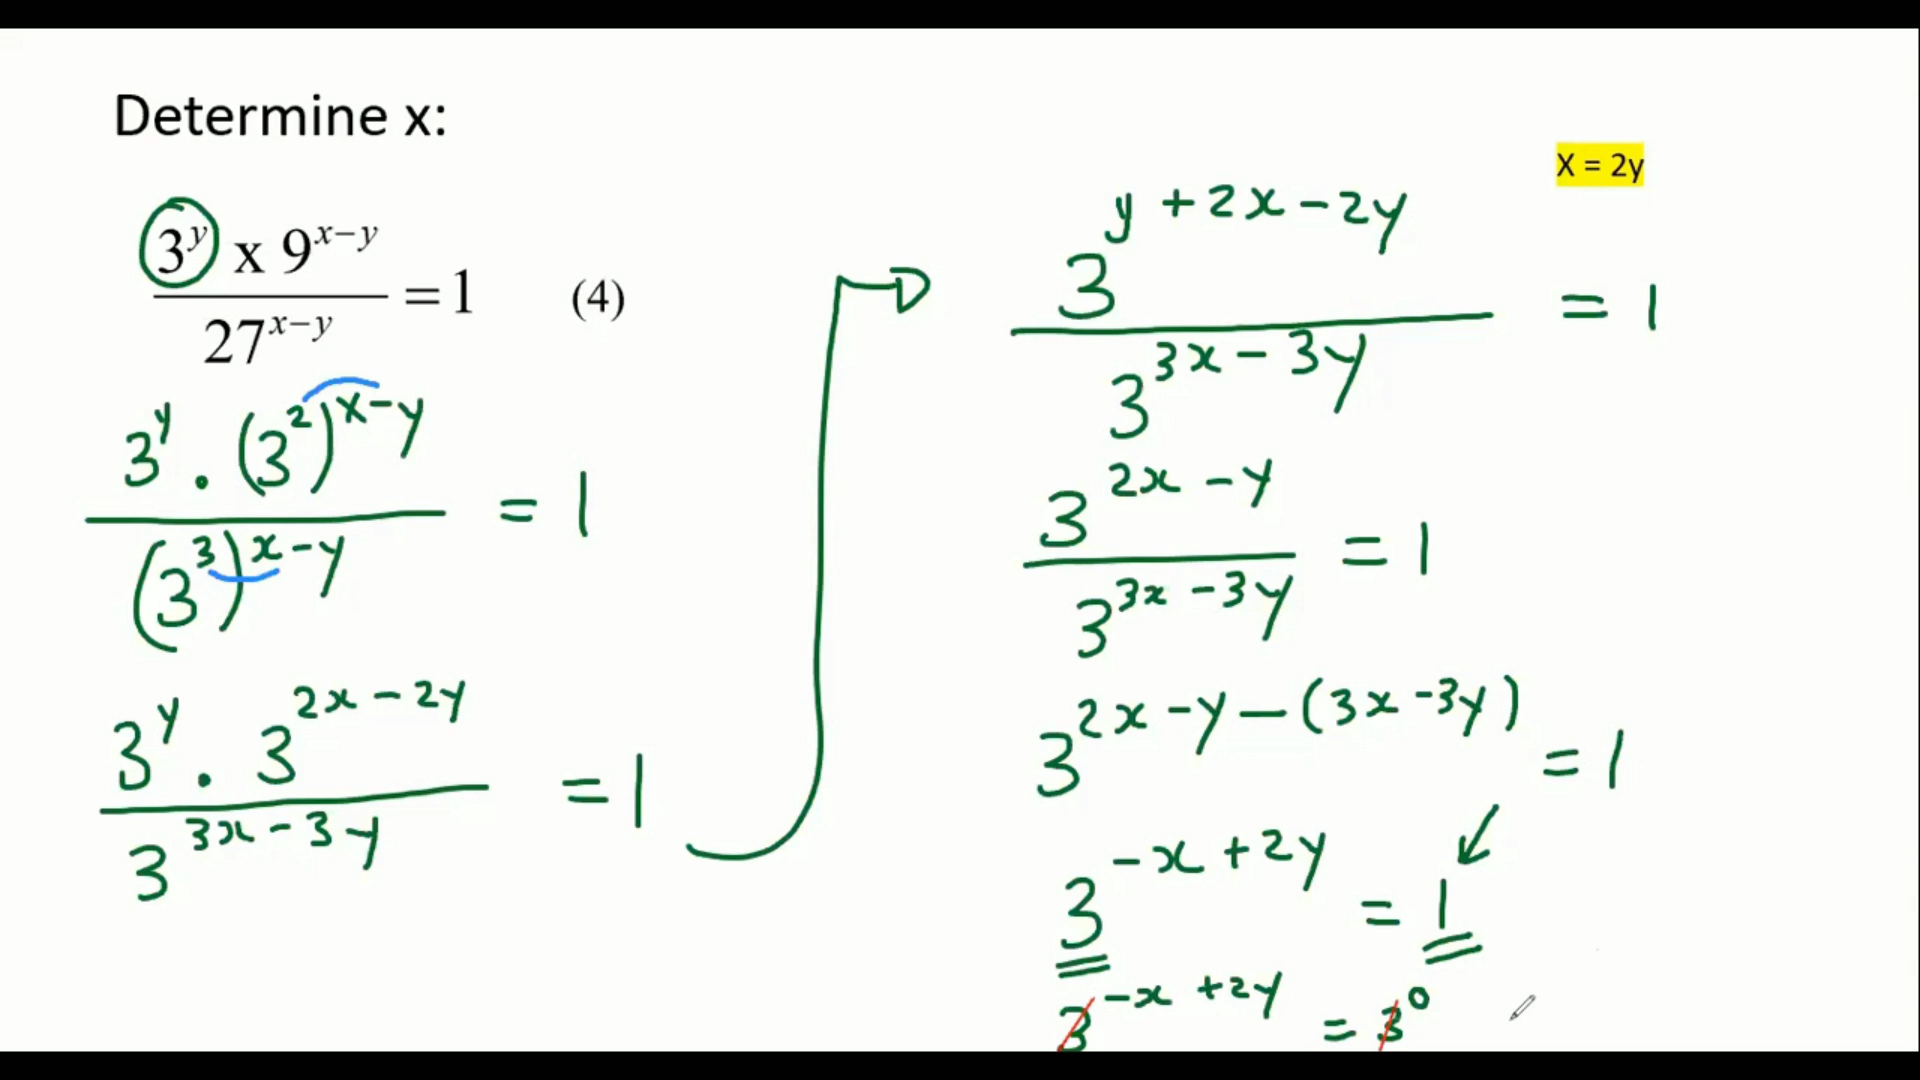 Determine x:
3^y x 9^{x−y}
27^{x−y}
= 1
(4)
3^y . (3^2)^{x−y}
(3^3)^{x−y}
= 1
3^y . 3^{2x−2y}
3^{3x−3y}
= 1
X = 2y
3^{y+2x−2y}
3^{3x−3y}
= 1
3^{2x−y}
3^{3x−3y}
= 1
3^{2x−y−(3x−3y)} = 1
3^{−x+2y} = 1
3^{−x+2y} = 3^0